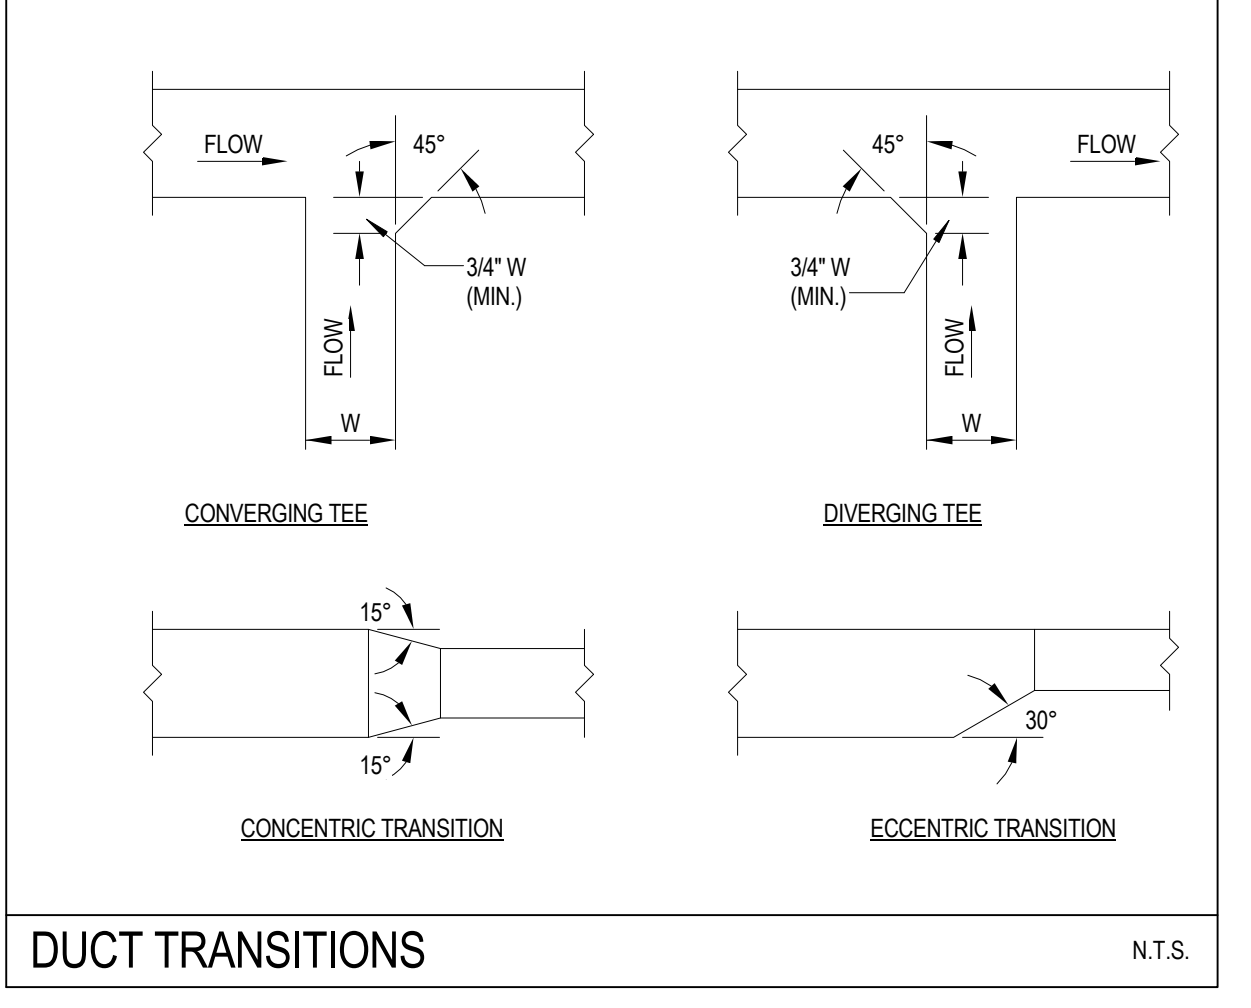 FLOW
45°
3/4" W
(MIN.)
FLOW
W
CONVERGING TEE
45°
FLOW
3/4" W
(MIN.)
FLOW
W
DIVERGING TEE
15°
15°
CONCENTRIC TRANSITION
30°
ECCENTRIC TRANSITION
DUCT TRANSITIONS
N.T.S.